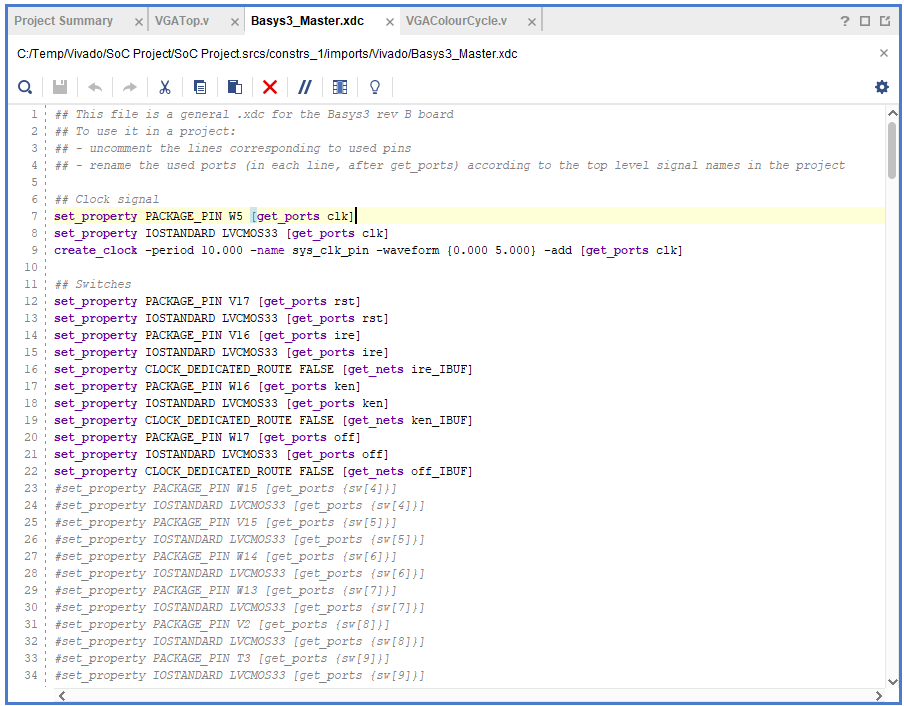 Project Summary × VGATop.v × Basys3_Master.xdc × VGAColourCycle.v × ?
C:/Temp/Vivado/SoC Project/SoC Project.srcs/constrs_1/imports/Vivado/Basys3_Master.xdc ×
1 ## This file is a general .xdc for the Basys3 rev B board
2 ## To use it in a project:
3 ## - uncomment the lines corresponding to used pins
4 ## - rename the used ports (in each line, after get_ports) according to the top level signal names in the project
5
6 ## Clock signal
7 set_property PACKAGE_PIN W5 [get_ports clk]
8 set_property IOSTANDARD LVCMOS33 [get_ports clk]
9 create_clock -period 10.000 -name sys_clk_pin -waveform {0.000 5.000} -add [get_ports clk]
10
11 ## Switches
12 set_property PACKAGE_PIN V17 [get_ports rst]
13 set_property IOSTANDARD LVCMOS33 [get_ports rst]
14 set_property PACKAGE_PIN V16 [get_ports ire]
15 set_property IOSTANDARD LVCMOS33 [get_ports ire]
16 set_property CLOCK_DEDICATED_ROUTE FALSE [get_nets ire_IBUF]
17 set_property PACKAGE_PIN W16 [get_ports ken]
18 set_property IOSTANDARD LVCMOS33 [get_ports ken]
19 set_property CLOCK_DEDICATED_ROUTE FALSE [get_nets ken_IBUF]
20 set_property PACKAGE_PIN W17 [get_ports off]
21 set_property IOSTANDARD LVCMOS33 [get_ports off]
22 set_property CLOCK_DEDICATED_ROUTE FALSE [get_nets off_IBUF]
23 #set_property PACKAGE_PIN W15 [get_ports {sw[4]}]
24 #set_property IOSTANDARD LVCMOS33 [get_ports {sw[4]}]
25 #set_property PACKAGE_PIN V15 [get_ports {sw[5]}]
26 #set_property IOSTANDARD LVCMOS33 [get_ports {sw[5]}]
27 #set_property PACKAGE_PIN W14 [get_ports {sw[6]}]
28 #set_property IOSTANDARD LVCMOS33 [get_ports {sw[6]}]
29 #set_property PACKAGE_PIN W13 [get_ports {sw[7]}]
30 #set_property IOSTANDARD LVCMOS33 [get_ports {sw[7]}]
31 #set_property PACKAGE_PIN V2 [get_ports {sw[8]}]
32 #set_property IOSTANDARD LVCMOS33 [get_ports {sw[8]}]
33 #set_property PACKAGE_PIN T3 [get_ports {sw[9]}]
34 #set_property IOSTANDARD LVCMOS33 [get_ports {sw[9]}]